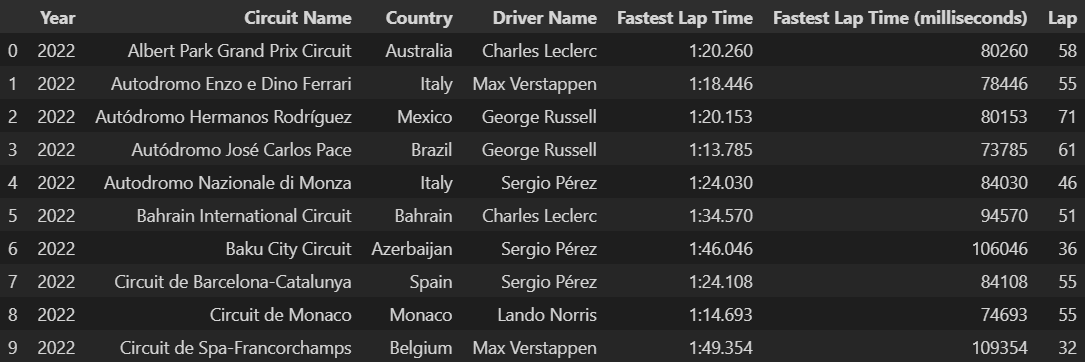 Year Circuit Name Country Driver Name Fastest Lap Time Fastest Lap Time (milliseconds) Lap
0 2022 Albert Park Grand Prix Circuit Australia Charles Leclerc 1:20.260 80260 58
1 2022 Autodromo Enzo e Dino Ferrari Italy Max Verstappen 1:18.446 78446 55
2 2022 Autódromo Hermanos Rodríguez Mexico George Russell 1:20.153 80153 71
3 2022 Autódromo José Carlos Pace Brazil George Russell 1:13.785 73785 61
4 2022 Autodromo Nazionale di Monza Italy Sergio Pérez 1:24.030 84030 46
5 2022 Bahrain International Circuit Bahrain Charles Leclerc 1:34.570 94570 51
6 2022 Baku City Circuit Azerbaijan Sergio Pérez 1:46.046 106046 36
7 2022 Circuit de Barcelona-Catalunya Spain Sergio Pérez 1:24.108 84108 55
8 2022 Circuit de Monaco Monaco Lando Norris 1:14.693 74693 55
9 2022 Circuit de Spa-Francorchamps Belgium Max Verstappen 1:49.354 109354 32